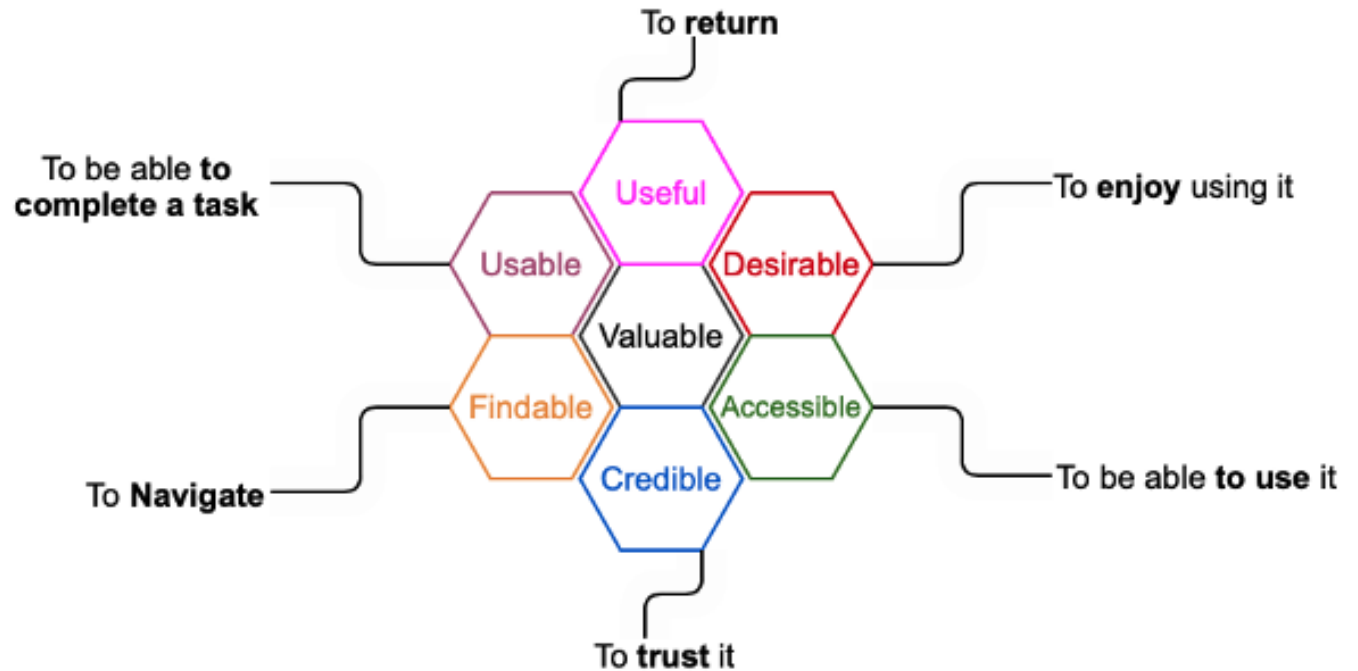 To return
To be able to
complete a task
Useful
To enjoy using it
Usable
Desirable
Valuable
Findable
Accessible
To Navigate
Credible
To be able to use it
To trust it